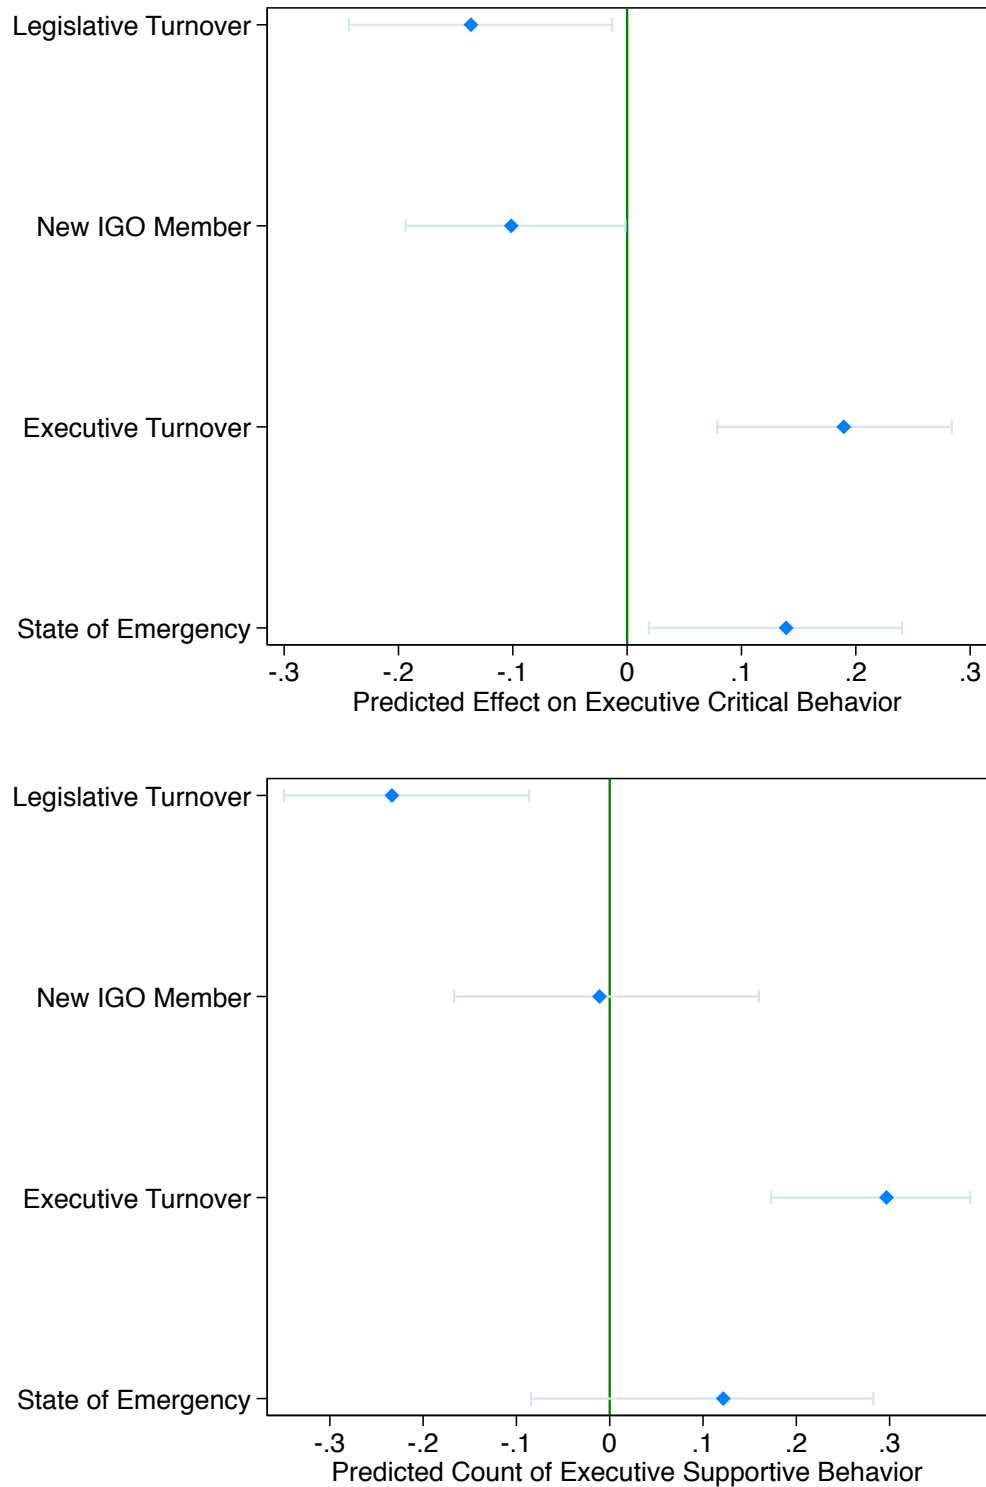 Legislative Turnover
New IGO Member
Executive Turnover
State of Emergency
-.3 -.2 -.1 0 .1 .2 .3
Predicted Effect on Executive Critical Behavior
Legislative Turnover
New IGO Member
Executive Turnover
State of Emergency
-.3 -.2 -.1 0 .1 .2 .3
Predicted Count of Executive Supportive Behavior